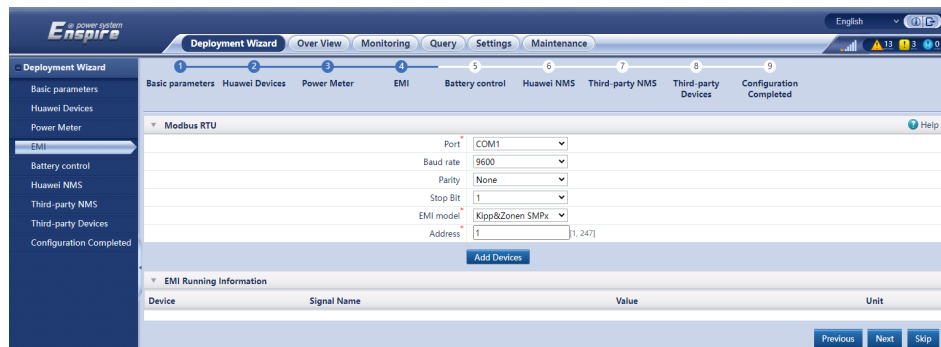 power system
Enspire
English
Deployment Wizard Over View Monitoring Query Settings Maintenance
13 3 0
Deployment Wizard
Basic parameters
Huawei Devices
Power Meter
EMI
Battery control
Huawei NMS
Third-party NMS
Third-party Devices
Configuration Completed
1 2 3 4 5 6 7 8 9
Basic parameters Huawei Devices Power Meter EMI Battery control Huawei NMS Third-party NMS Third-party Configuration
Devices Completed
Modbus RTU Help
Port * COM1
Baud rate 9600
Parity None
Stop Bit 1
EMI model * Kipp&Zonen SMPx
Address * 1 [1, 247]
Add Devices
EMI Running Information
Device Signal Name Value Unit
Previous Next Skip